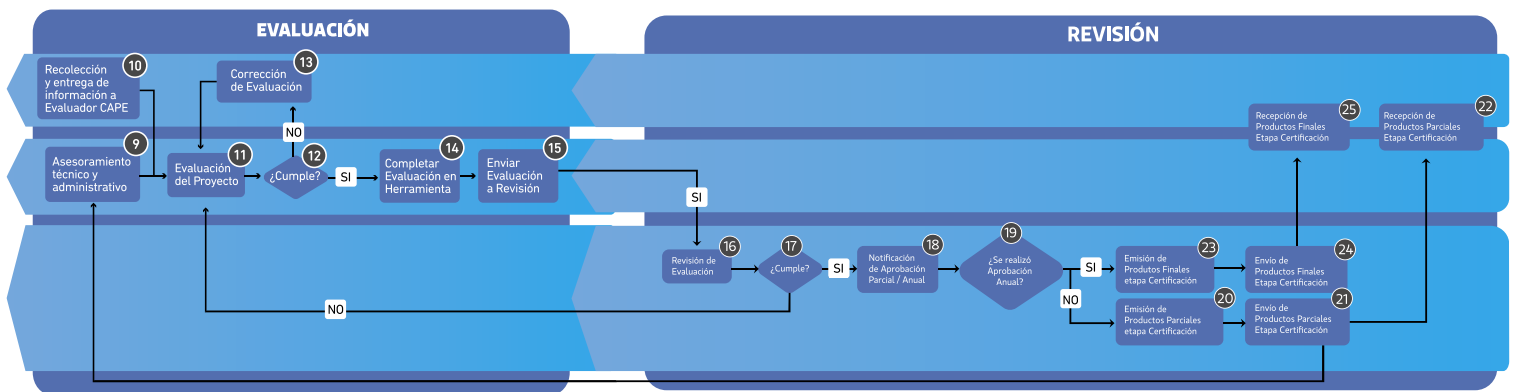 EVALUACIÓN
10
Recolección
y entrega de
información a
Evaluador CAPE
13
Corrección
de Evaluación
NO
9
Asesoramiento
técnico y
administrativo
11
Evaluación
del Proyecto
12
¿Cumple?
SI
14
Completar
Evaluación en
Herramienta
15
Enviar
Evaluación
a Revisión
NO
REVISIÓN
25
Recepción de
Productos Finales
Etapa Certificación
22
Recepción de
Productos Parciales
Etapa Certificación
SI
16
Revisión de
Evaluación
17
¿Cumple?
SI
18
Notificación
de Aprobación
Parcial / Anual
19
¿Se realizó
Aprobación
Anual?
SI
23
Emisión de
Produtos Finales
etapa Certificación
24
Envío de
Productos Finales
Etapa Certificación
NO
20
Emisión de
Productos Parciales
etapa Certificación
21
Envío de
Productos Parciales
Etapa Certificación